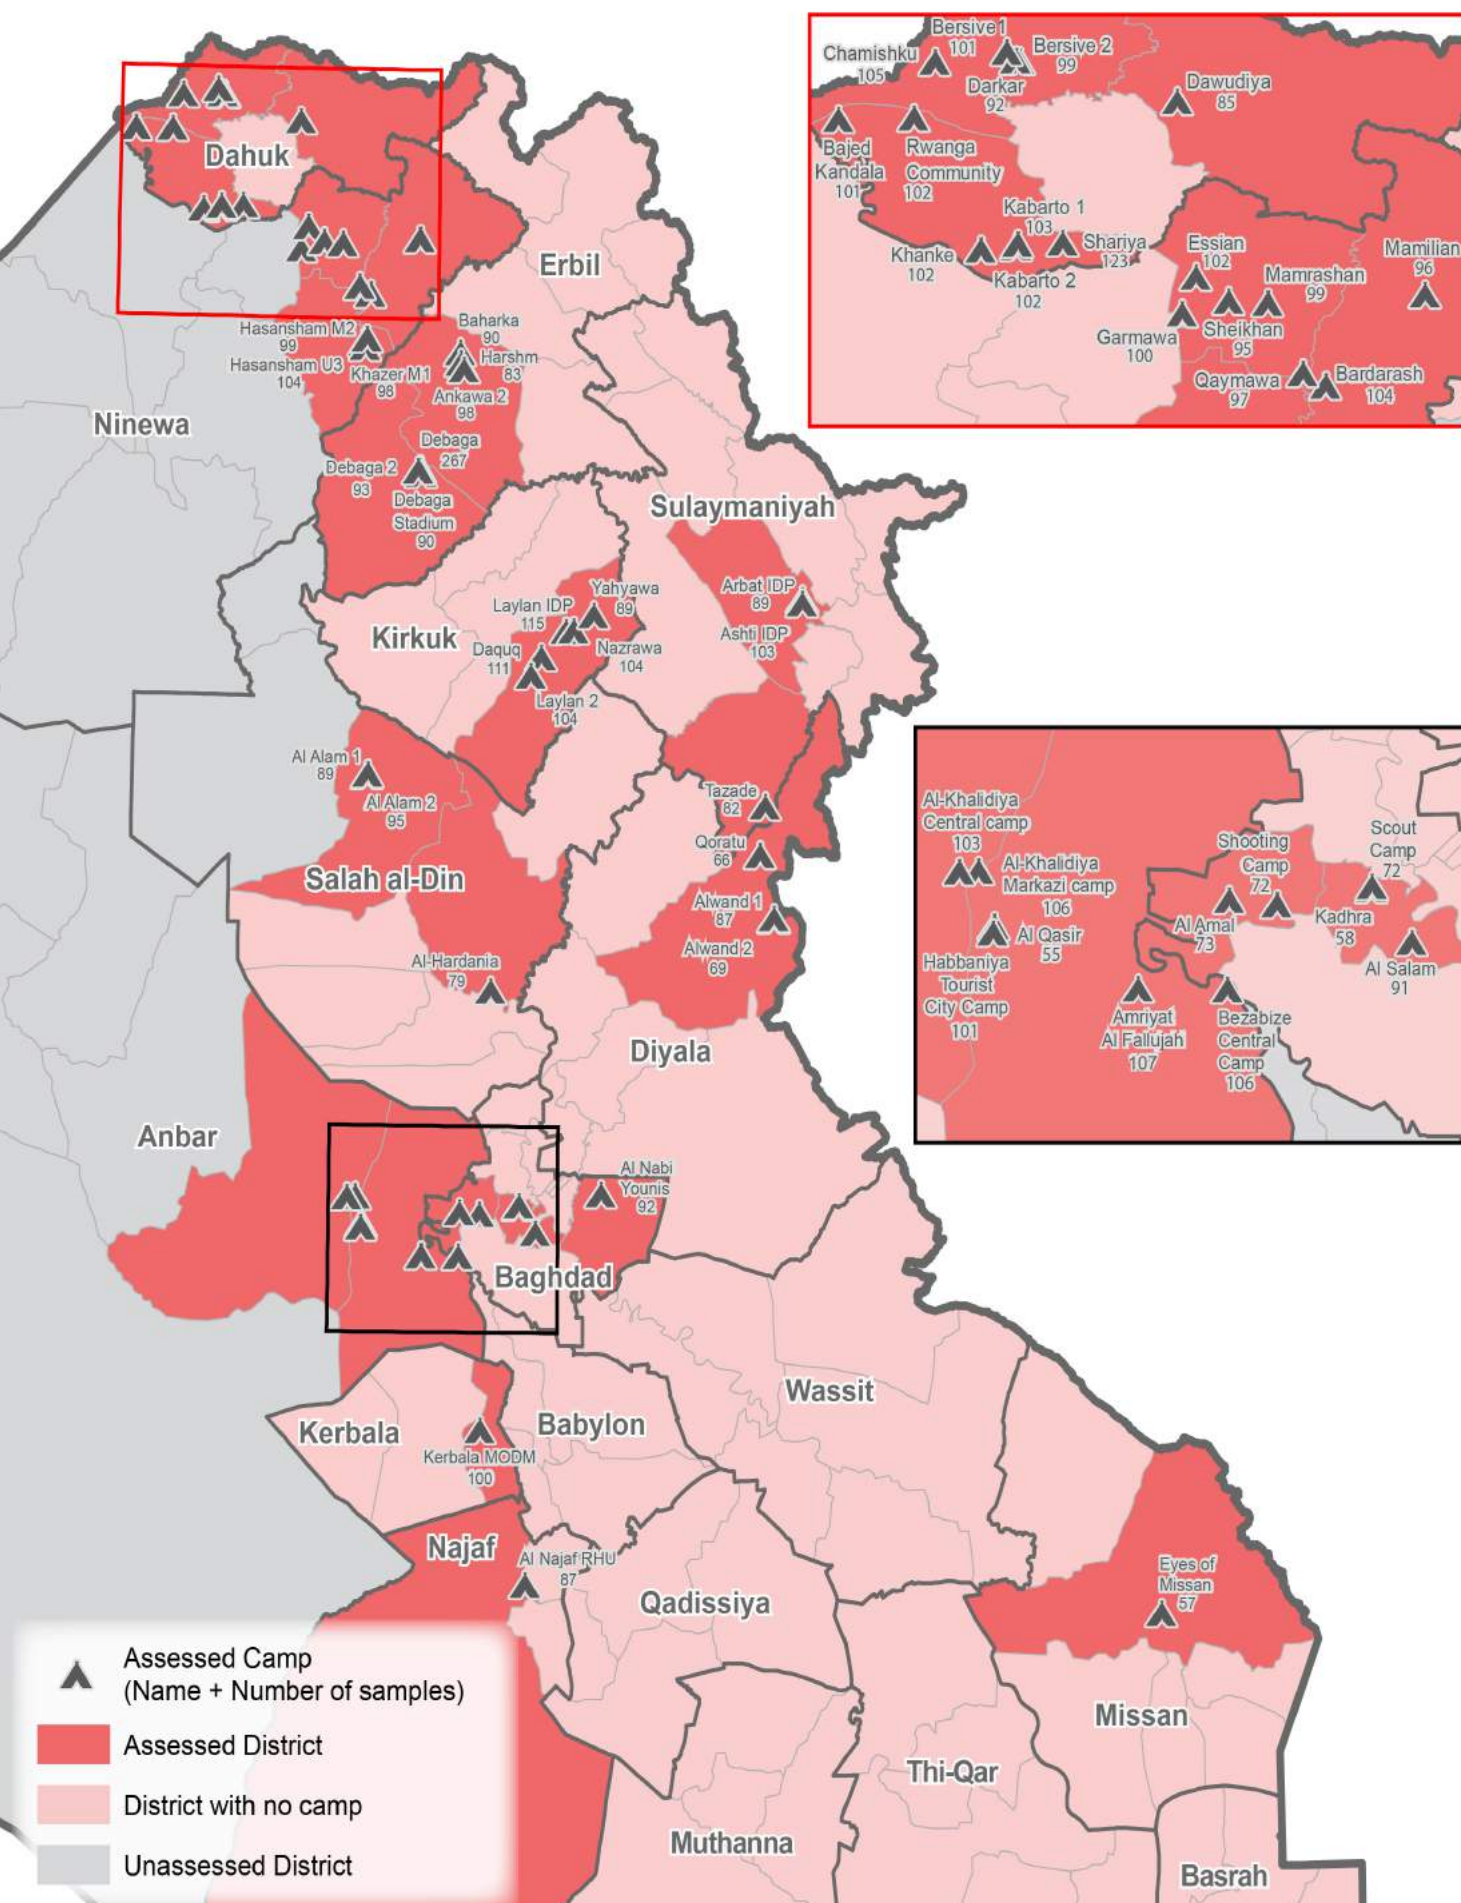 Bersive1
101
Chamishku
105
Bersive 2
99
Darkar
92
Dawudiya
85
Bajed
Kandala
101
Rwanga
Community
102
Kabarto 1
103
Khanke
102
Shariya
123
Kabarto 2
102
Essian
102
Mamilian
96
Mamrashan
99
Garmawa
100
Sheikhan
95
Qaymawa
97
Bardarash
104
Dahuk
Erbil
Hasansham M2
99
Hasansham U3
104
Khazer M1
98
Baharka
90
Harshm
83
Ankawa 2
98
Ninewa
Debaga
267
Debaga 2
93
Debaga
Stadium
90
Sulaymaniyah
Arbat IDP
89
Ashti IDP
103
Yahyawa
89
Laylan IDP
115
Kirkuk
Daquq
111
Nazrawa
104
Laylan 2
104
Al Alam 1
89
Al Alam 2
95
Tazade
82
Qoratu
66
Salah al-Din
Alwand 1
87
Alwand 2
69
Al-Hardania
79
Diyala
Al-Khalidiya
Central camp
103
Al-Khalidiya
Markazi camp
106
Al Qasir
55
Habbaniya
Tourist
City Camp
101
Shooting
Camp
72
Scout
Camp
72
Al Amal
73
Kadhra
58
Al Salam
91
Amriyat
Al Fallujah
107
Bezabize
Central
Camp
106
Anbar
Al Nabi
Younis
92
Baghdad
Wassit
Kerbala
Babylon
Kerbala MODM
100
Najaf
Al Najaf RHU
87
Qadissiya
Eyes of
Missan
57
Missan
Thi-Qar
Muthanna
Basrah
Assessed Camp
(Name + Number of samples)
Assessed District
District with no camp
Unassessed District